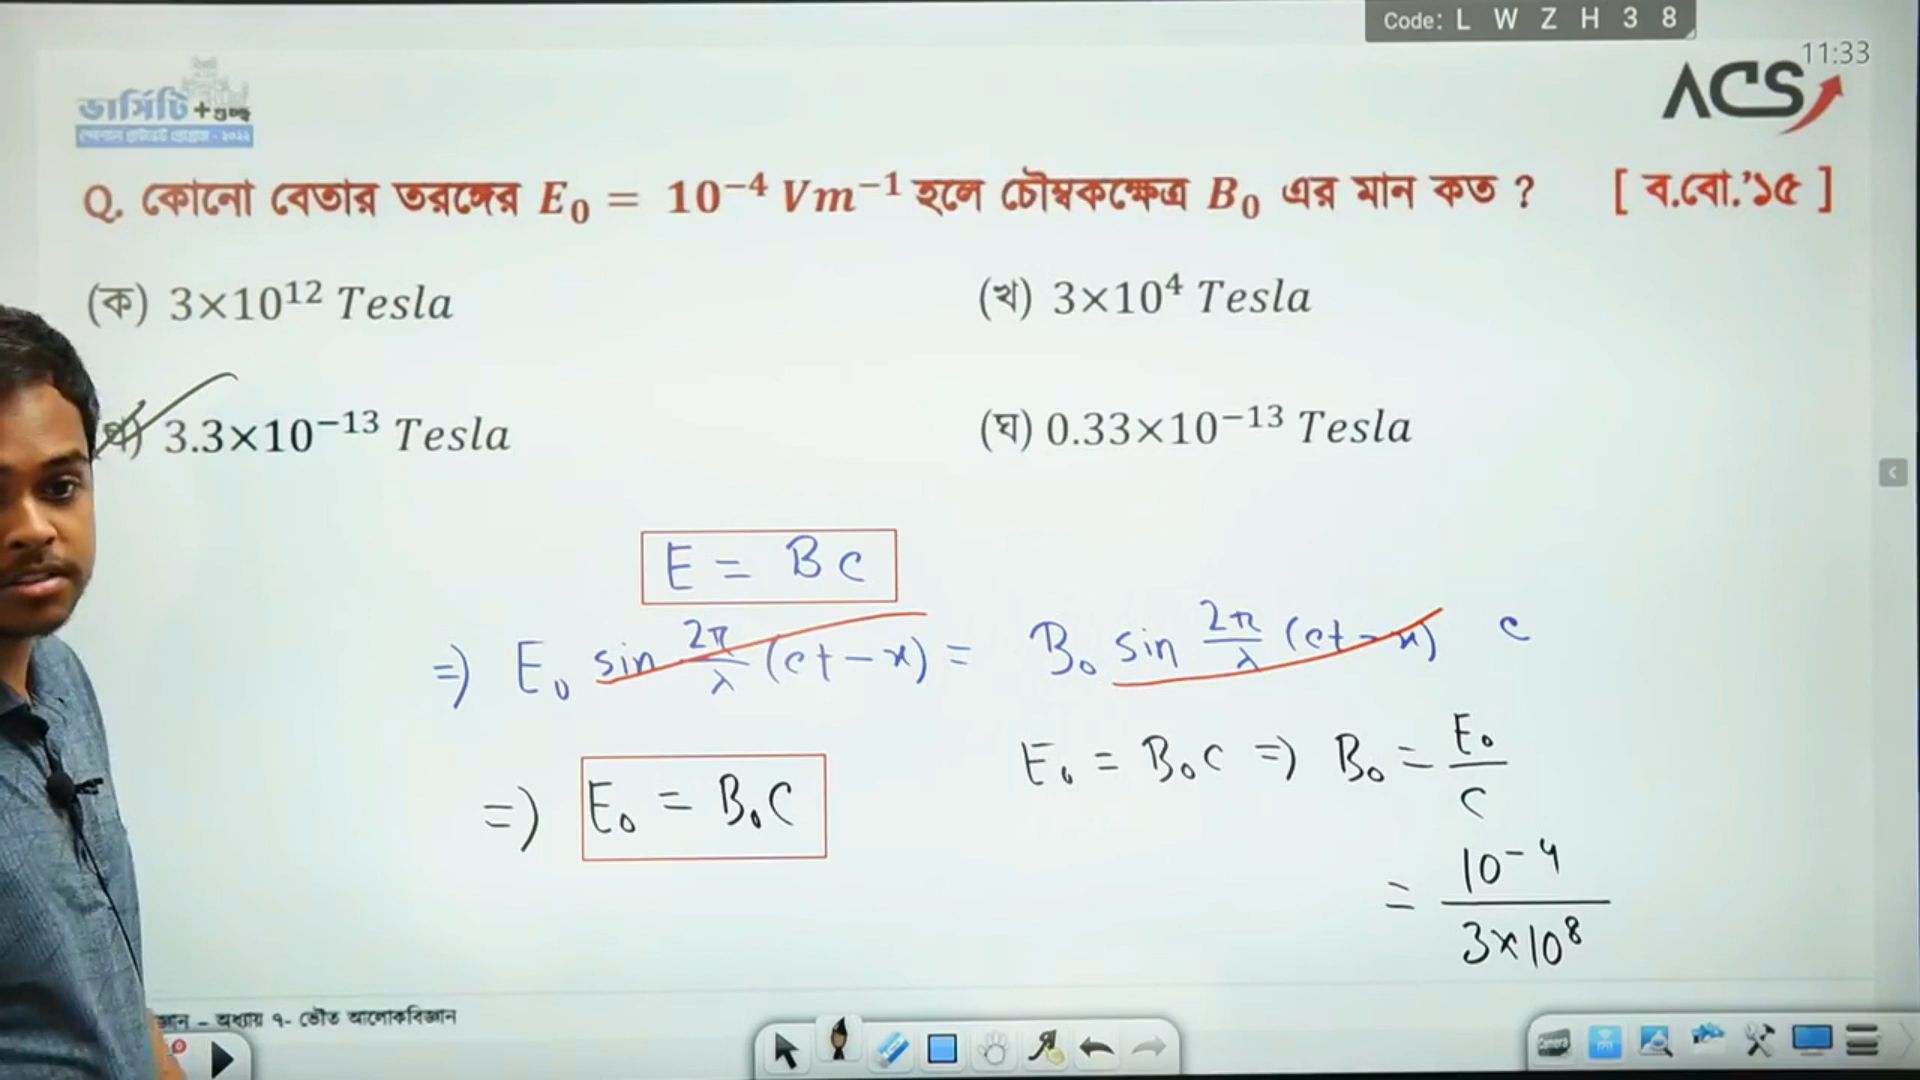 Code: L W Z H 3 8
11:33
ভার্সিটি +গুচ্ছ
স্পেশাল প্রাইভেট প্রোগ্রাম - ২০২২
ACS
Q. কোনো বেতার তরঙ্গের E₀ = 10⁻⁴ Vm⁻¹ হলে চৌম্বকক্ষেত্র B₀ এর মান কত ? [ ব.বো.'১৫ ]
(ক) 3×10¹² Tesla
(খ) 3×10⁴ Tesla
(গ) 3.3×10⁻¹³ Tesla
(ঘ) 0.33×10⁻¹³ Tesla
E = BC
=) E₀ sin 2π/λ (ct - x) = B₀ sin 2π/λ (ct - x) c
E₀ = B₀C =) B₀ = E₀/C
=) E₀ = B₀C
= 10⁻⁴/3×10⁸
– অধ্যায় ৭- ভৌত আলোকবিজ্ঞান
Camera